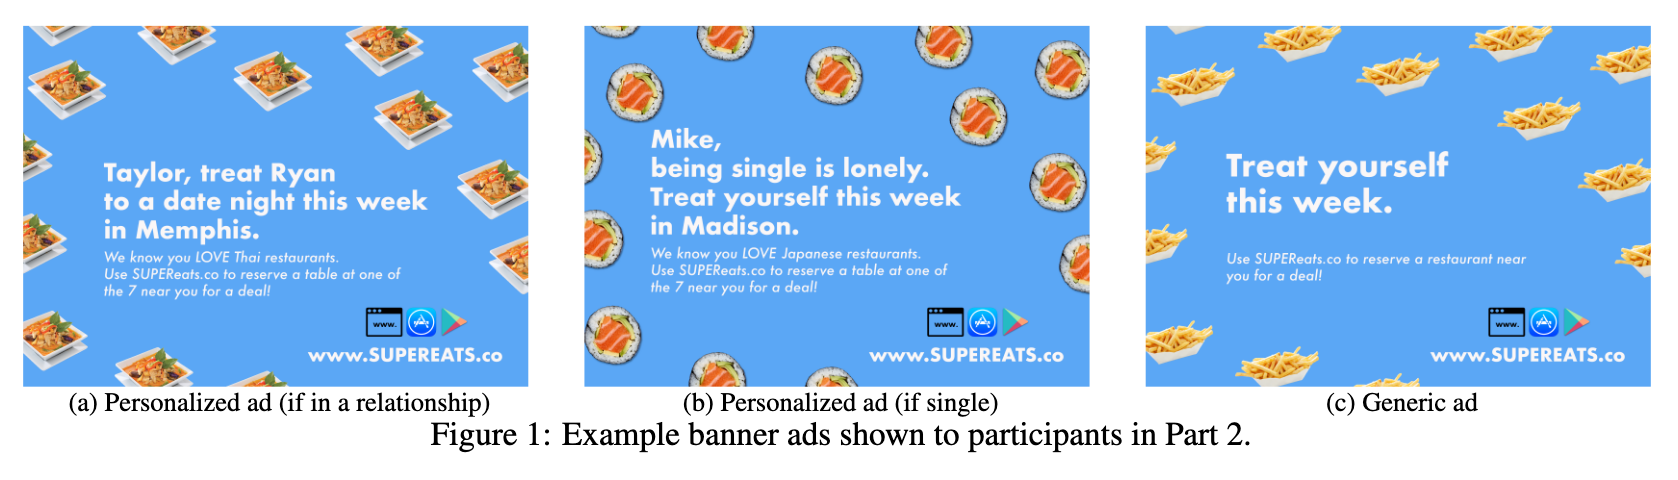 Taylor, treat Ryan
to a date night this week
in Memphis.
We know you LOVE Thai restaurants.
Use SUPEReats.co to reserve a table at one of
the 7 near you for a deal!
www.
www.SUPEREATS.co
(a) Personalized ad (if in a relationship)
Mike,
being single is lonely.
Treat yourself this week
in Madison.
We know you LOVE Japanese restaurants.
Use SUPEReats.co to reserve a table at one of
the 7 near you for a deal!
www.
www.SUPEREATS.co
(b) Personalized ad (if single)
Treat yourself
this week.
Use SUPEReats.co to reserve a restaurant near
you for a deal!
www.
www.SUPEREATS.co
(c) Generic ad
Figure 1: Example banner ads shown to participants in Part 2.